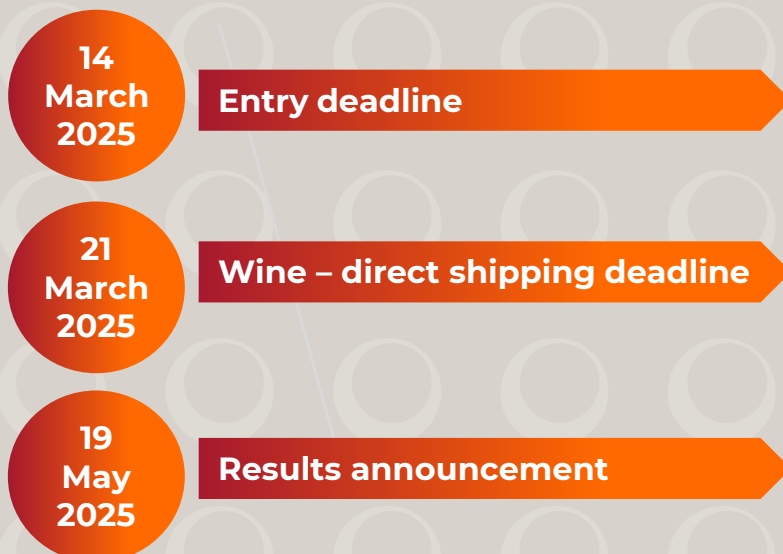 14
March
2025
Entry deadline
21
March
2025
Wine – direct shipping deadline
19
May
2025
Results announcement